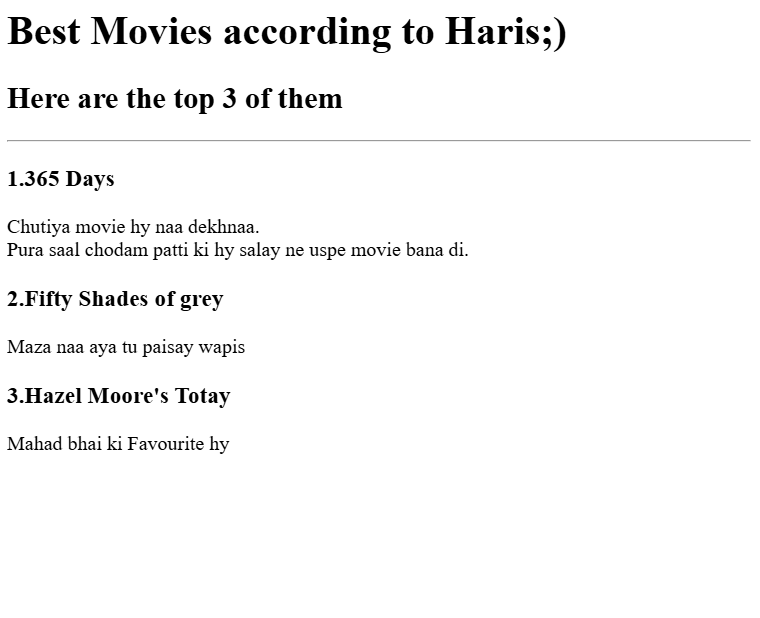 Best Movies according to Haris;)
Here are the top 3 of them
1.365 Days
Chutiya movie hy naa dekhnaa.
Pura saal chodam patti ki hy salay ne uspe movie bana di.
2.Fifty Shades of grey
Maza naa aya tu paisay wapis
3.Hazel Moore's Totay
Mahad bhai ki Favourite hy